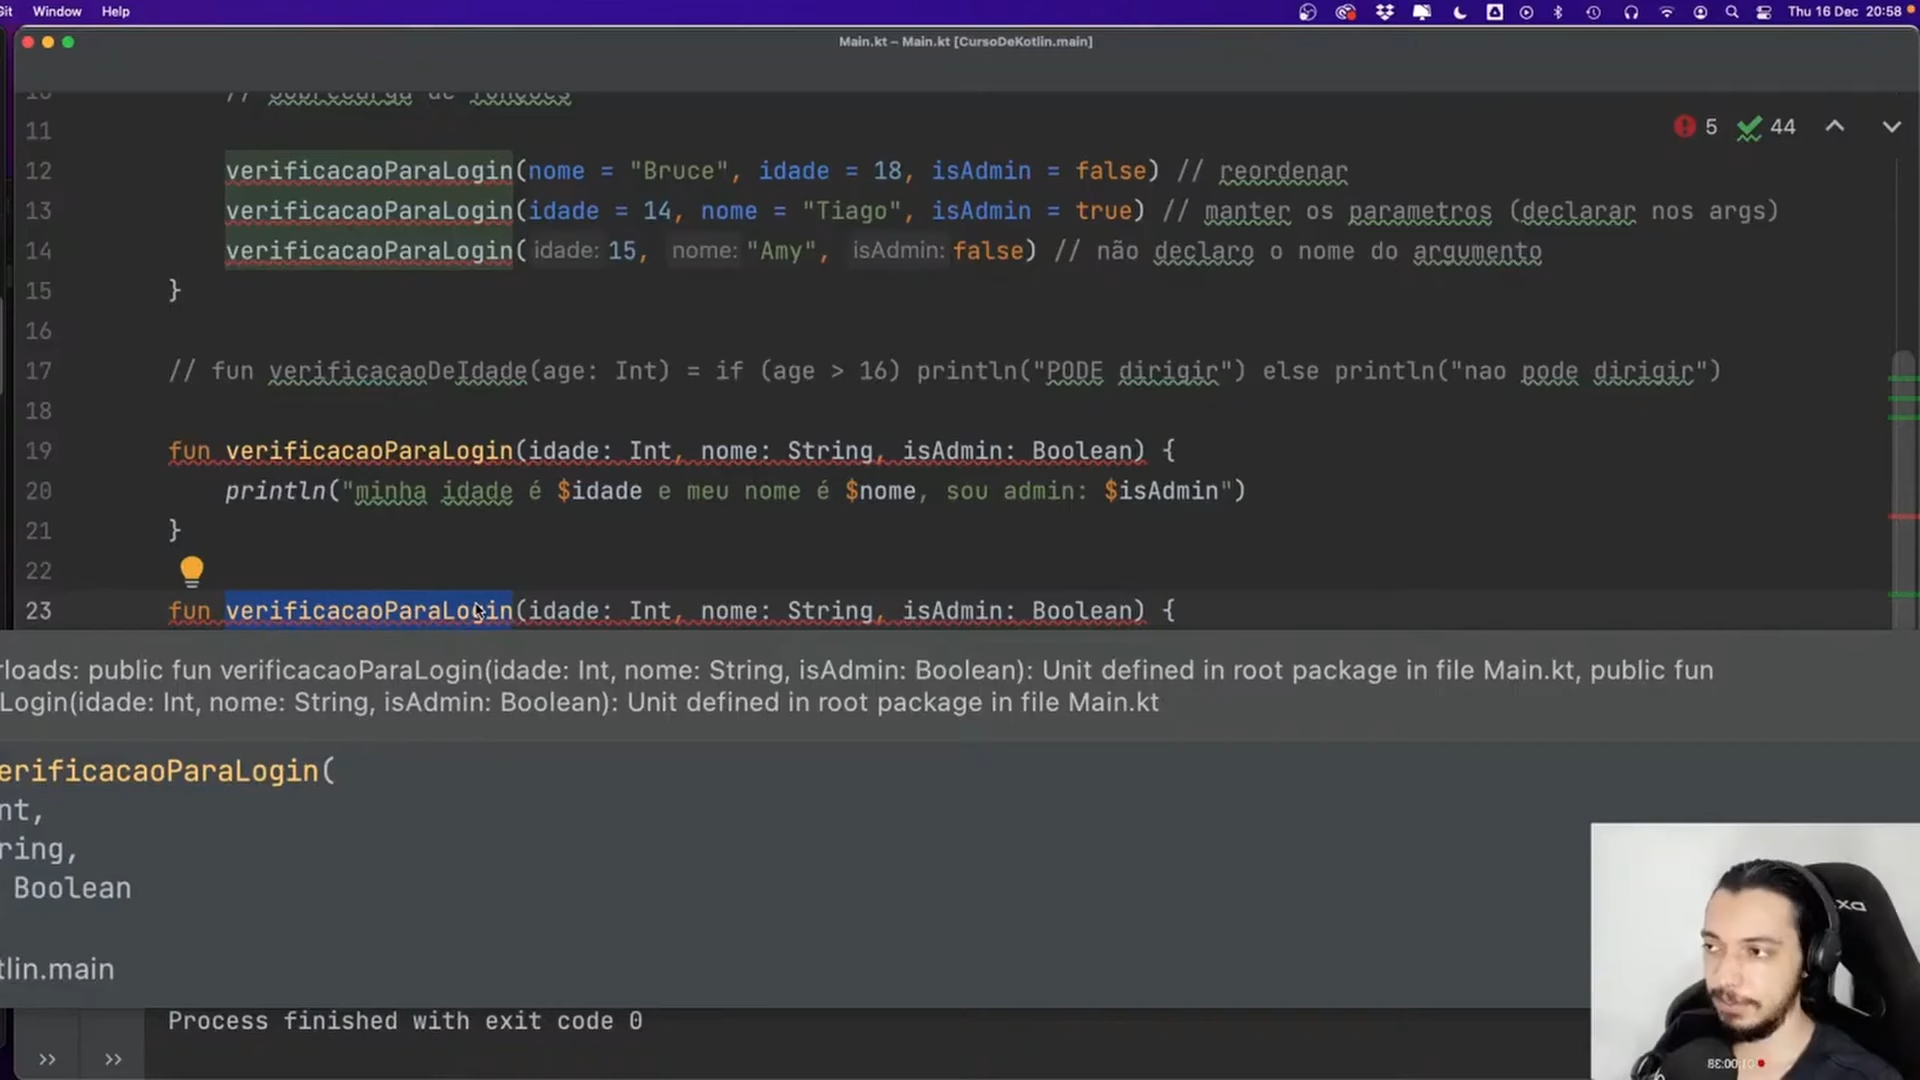 Git Window Help Thu 16 Dec 20:58
Main.kt – Main.kt [CursoDeKotlin.main]
10 // Sobrecarga de funções
11
5 44
12 verificacaoParaLogin(nome = "Bruce", idade = 18, isAdmin = false) // reordenar
13 verificacaoParaLogin(idade = 14, nome = "Tiago", isAdmin = true) // manter os parametros (declarar nos args)
14 verificacaoParaLogin( idade: 15, nome: "Amy", isAdmin: false) // não declaro o nome do argumento
15 }
16
17 // fun verificacaoDeIdade(age: Int) = if (age > 16) println("PODE dirigir") else println("nao pode dirigir")
18
19 fun verificacaoParaLogin(idade: Int, nome: String, isAdmin: Boolean) {
20 println("minha idade é $idade e meu nome é $nome, sou admin: $isAdmin")
21 }
22
23 fun verificacaoParaLogin(idade: Int, nome: String, isAdmin: Boolean) {
rloads: public fun verificacaoParaLogin(idade: Int, nome: String, isAdmin: Boolean): Unit defined in root package in file Main.kt, public fun
Login(idade: Int, nome: String, isAdmin: Boolean): Unit defined in root package in file Main.kt
erificacaoParaLogin(
nt,
ring,
Boolean
tlin.main
Process finished with exit code 0